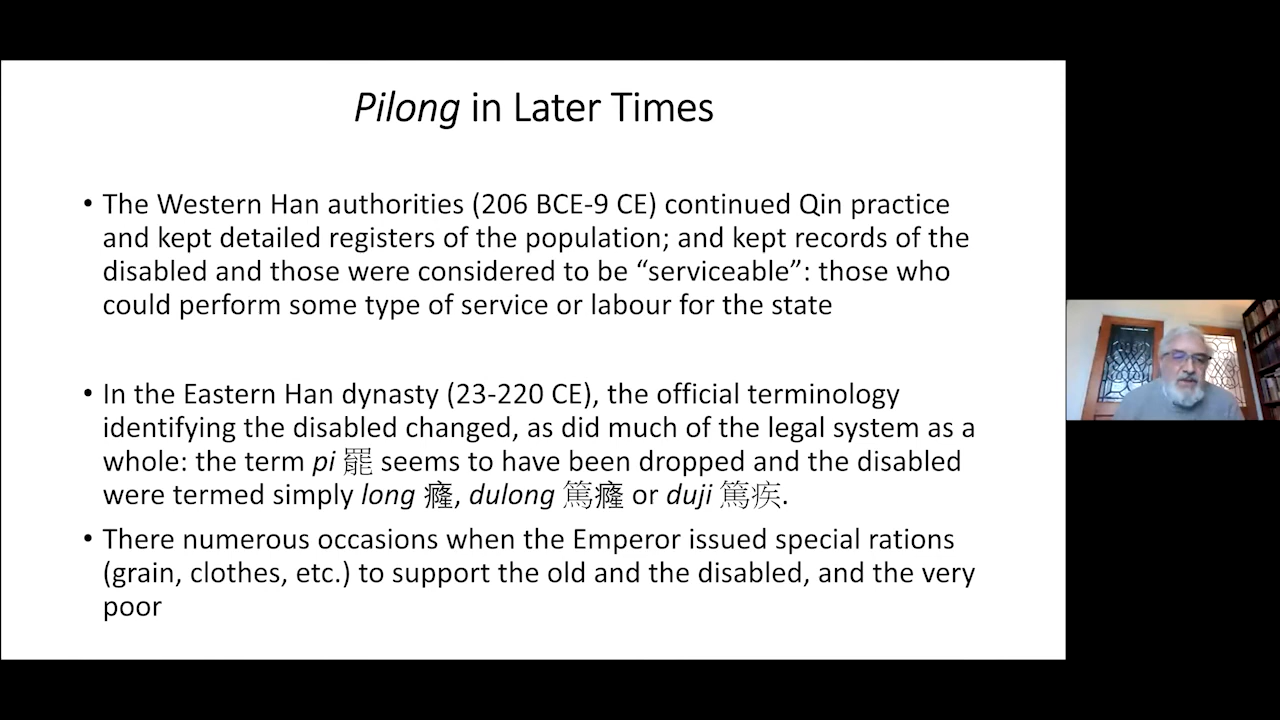 Pilong in Later Times
• The Western Han authorities (206 BCE-9 CE) continued Qin practice
and kept detailed registers of the population; and kept records of the
disabled and those were considered to be “serviceable”: those who
could perform some type of service or labour for the state
• In the Eastern Han dynasty (23-220 CE), the official terminology
identifying the disabled changed, as did much of the legal system as a
whole: the term pi 罷 seems to have been dropped and the disabled
were termed simply long 癃, dulong 篤癃 or duji 篤疾.
• There numerous occasions when the Emperor issued special rations
(grain, clothes, etc.) to support the old and the disabled, and the very
poor